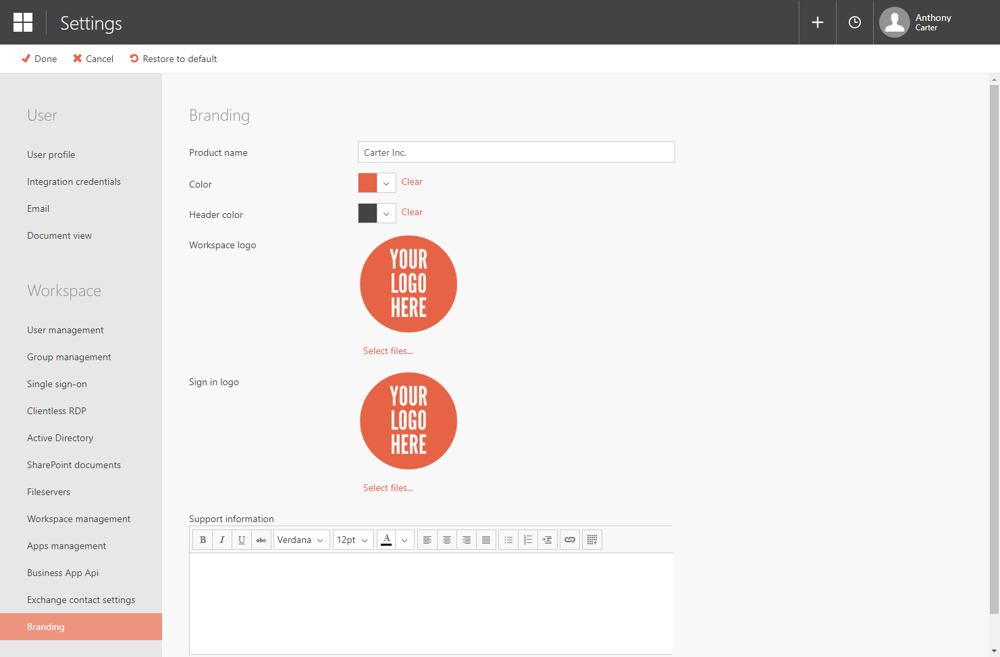 Settings
Anthony
Carter
Done
Cancel
Restore to default
User
User profile
Integration credentials
Email
Document view
Workspace
User management
Group management
Single sign-on
Clientless RDP
Active Directory
SharePoint documents
Fileservers
Workspace management
Apps management
Business App Api
Exchange contact settings
Branding
Branding
Product name
Carter Inc.
Color
Clear
Header color
Clear
Workspace logo
YOUR
LOGO
HERE
Select files...
Sign in logo
YOUR
LOGO
HERE
Select files...
Support information
B I U abc Verdana 12pt A